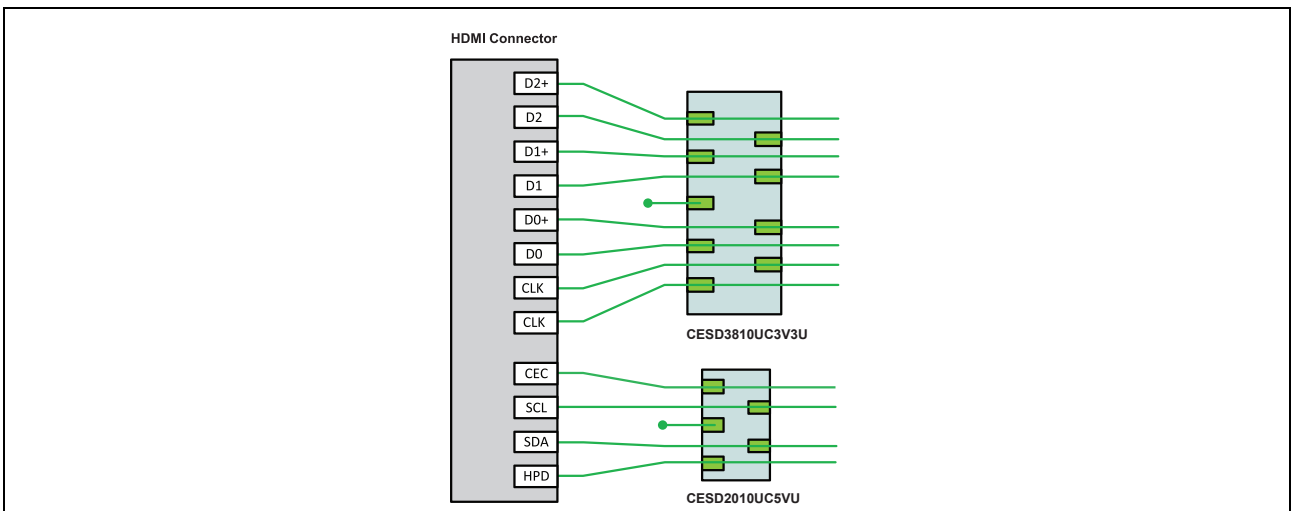 HDMI Connector
D2+
D2
D1+
D1
D0+
D0
CLK
CLK
CESD3810UC3V3U
CEC
SCL
SDA
HPD
CESD2010UC5VU